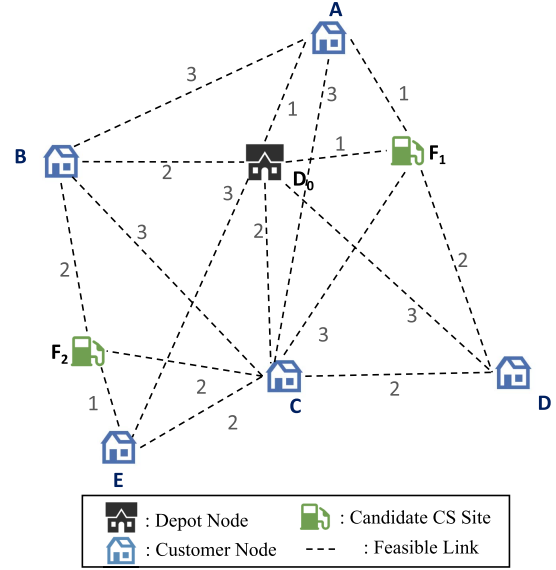 A
3
3
1
1
1
F₁
B
2
D₀
3
2
3
2
2
3
3
F₂
2
1
2
2
C
D
E
: Depot Node
: Candidate CS Site
: Customer Node
: Feasible Link